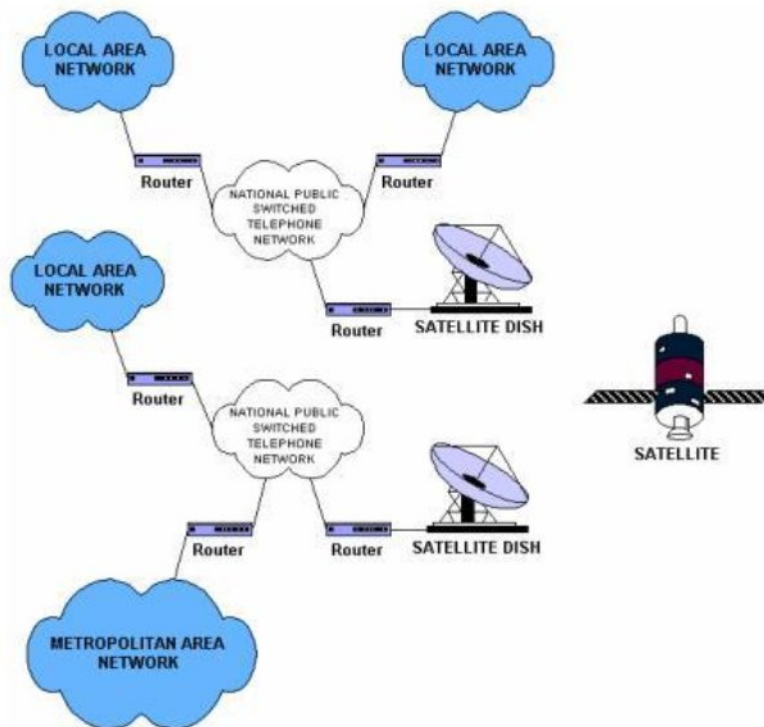 LOCAL AREA
NETWORK
LOCAL AREA
NETWORK
Router
Router
NATIONAL PUBLIC
SWITCHED
TELEPHONE
NETWORK
LOCAL AREA
NETWORK
Router
SATELLITE DISH
Router
NATIONAL PUBLIC
SWITCHED
TELEPHONE
NETWORK
SATELLITE
Router
Router
SATELLITE DISH
METROPOLITAN AREA
NETWORK